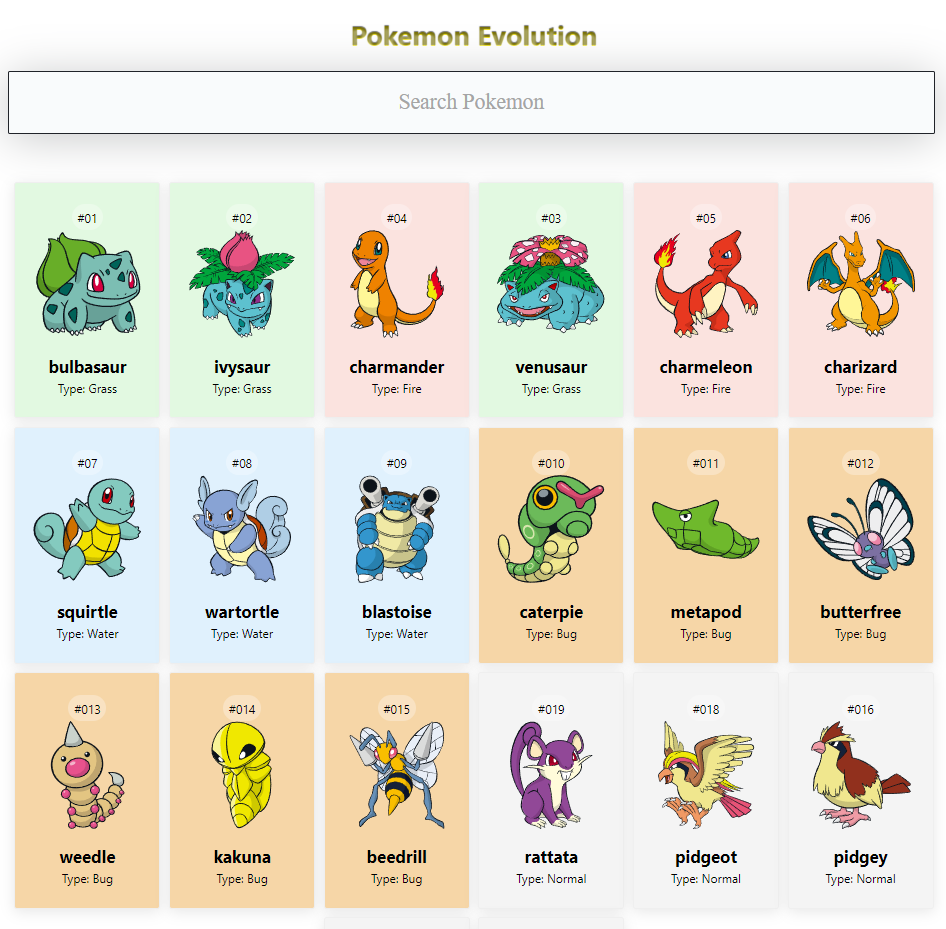 Pokemon Evolution
Search Pokemon
#01
bulbasaur
Type: Grass
#02
ivysaur
Type: Grass
#04
charmander
Type: Fire
#03
venusaur
Type: Grass
#05
charmeleon
Type: Fire
#06
charizard
Type: Fire
#07
squirtle
Type: Water
#08
wartortle
Type: Water
#09
blastoise
Type: Water
#010
caterpie
Type: Bug
#011
metapod
Type: Bug
#012
butterfree
Type: Bug
#013
weedle
Type: Bug
#014
kakuna
Type: Bug
#015
beedrill
Type: Bug
#019
rattata
Type: Normal
#018
pidgeot
Type: Normal
#016
pidgey
Type: Normal